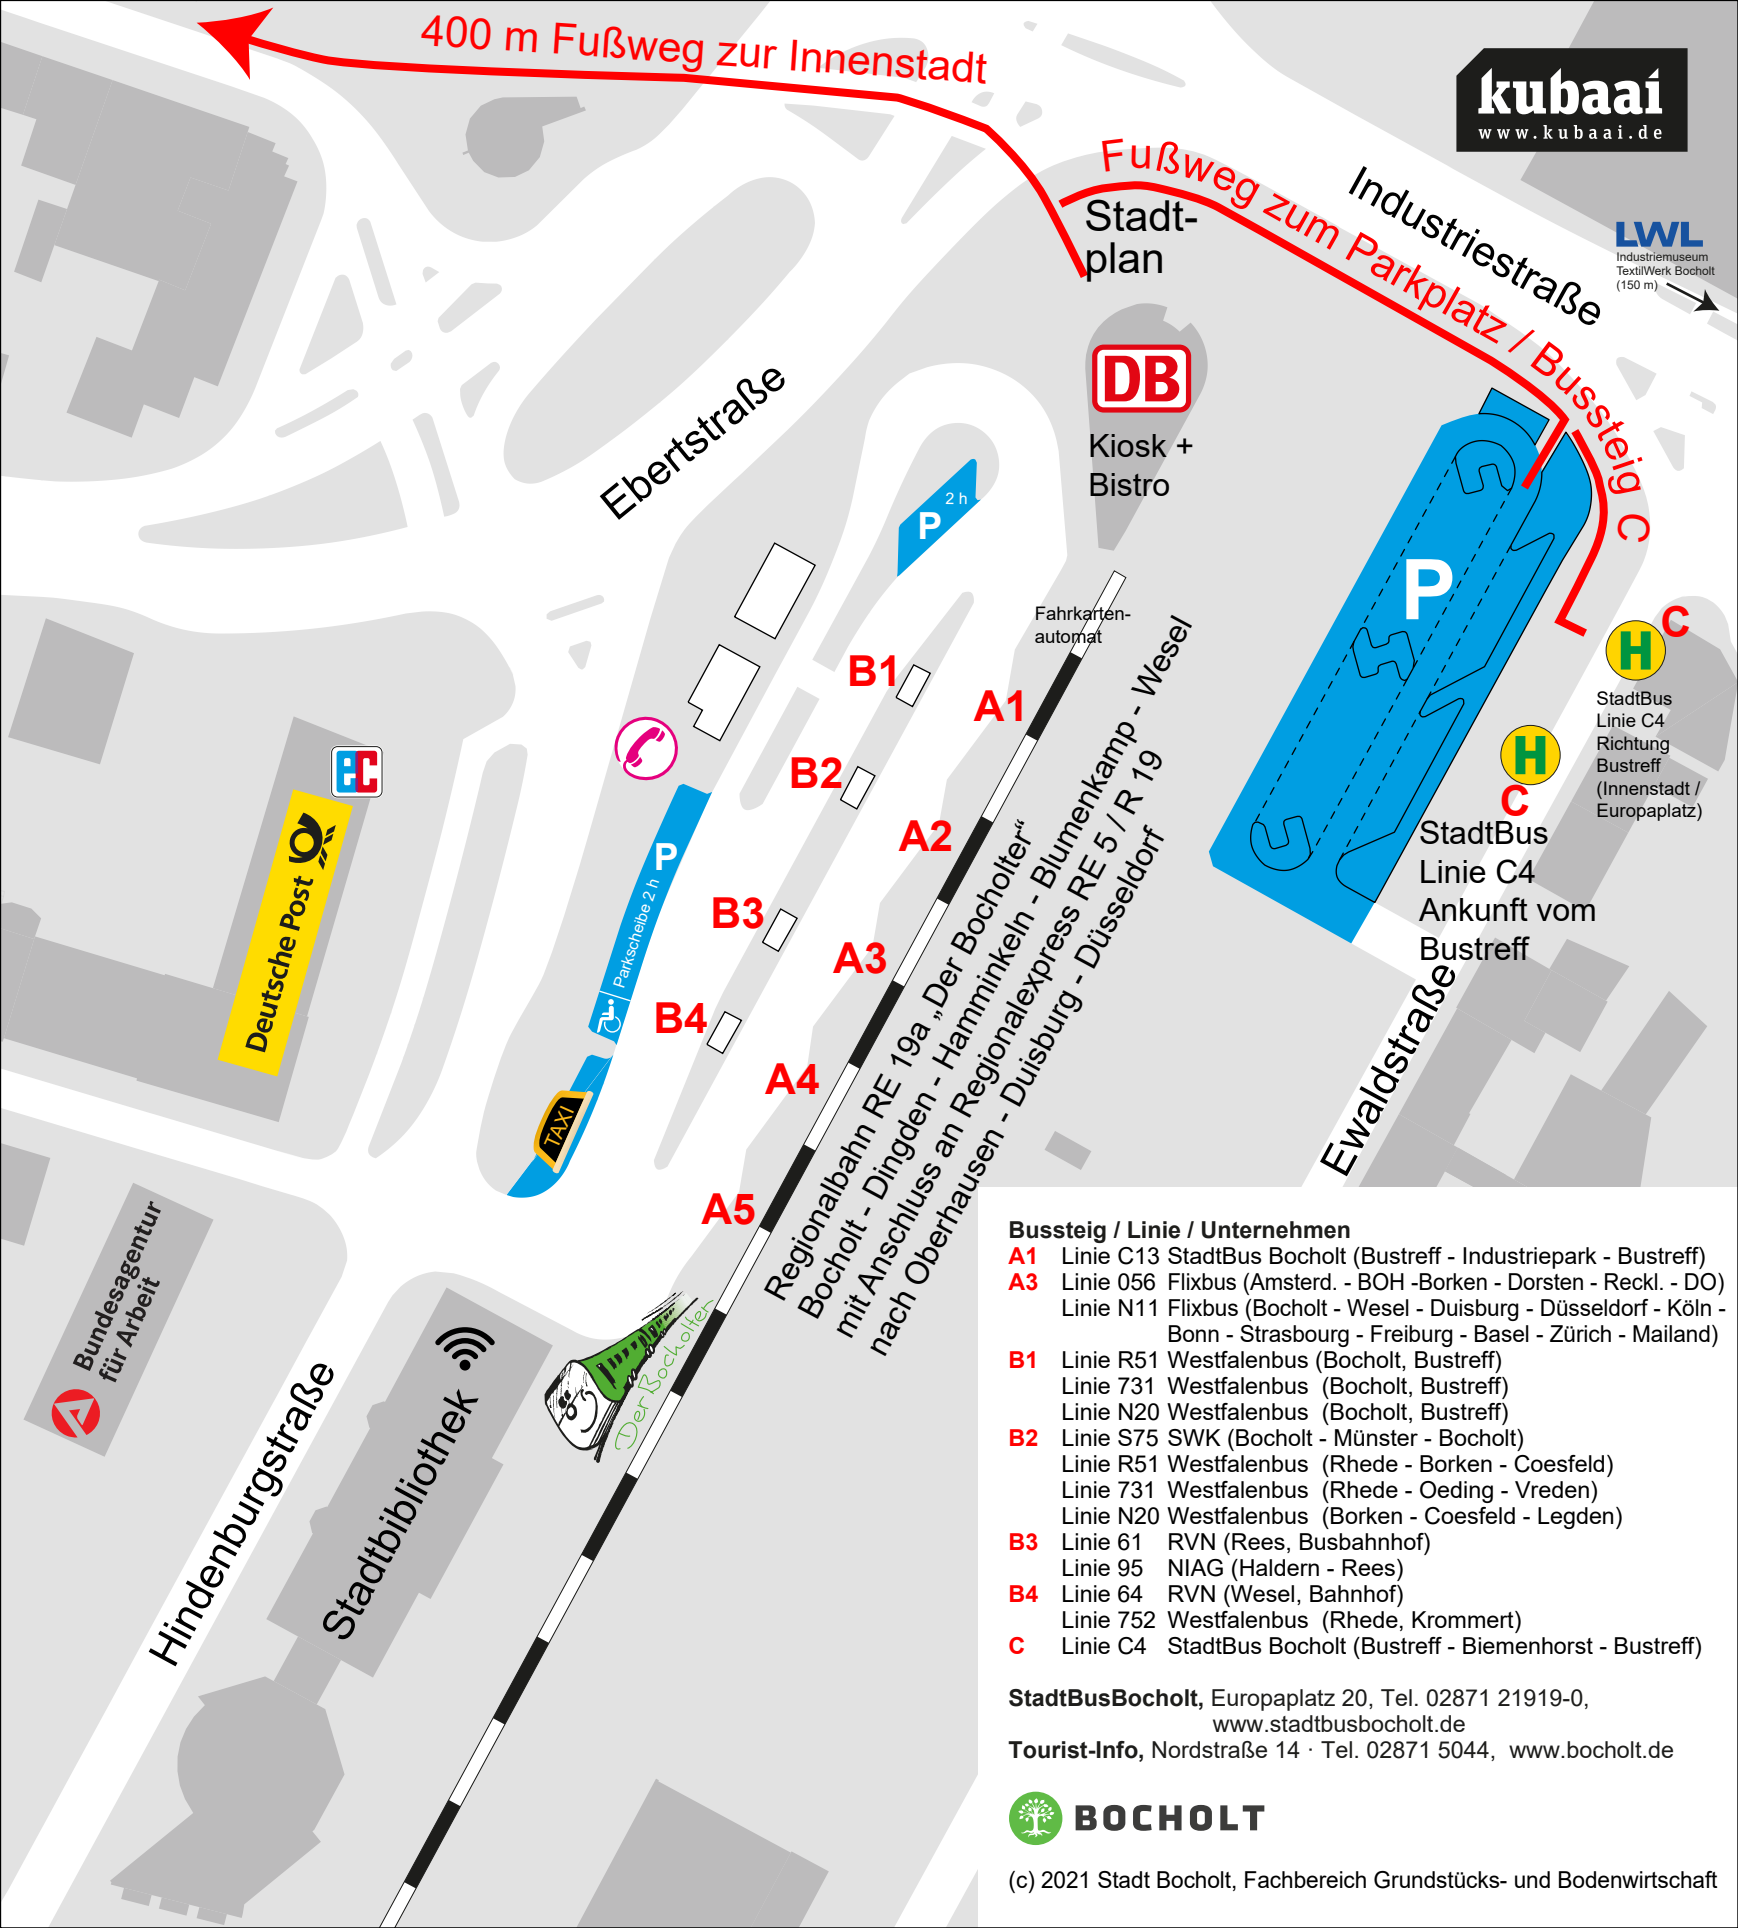 400 m Fußweg zur Innenstadt
kubaai
www.kubaai.de
Fußweg zum Parkplatz / Bussteig C
Industriestraße
Stadt-
plan
LWL
Industriemuseum
TextilWerk Bocholt
(150 m)
DB
Kiosk +
Bistro
Ebertstraße
P 2 h
P
Fahrkarten-
automat
B1
A1
B2
A2
B3
A3
B4
A4
A5
H C
StadtBus
Linie C4
Richtung
Bustreff
(Innenstadt /
Europaplatz)
H
C
StadtBus
Linie C4
Ankunft vom
Bustreff
Ewaldstraße
ec
Deutsche Post
Parkscheibe 2 h P
TAXI
Regionalbahn RE 19a „Der Bocholter“
Bocholt - Dingden - Hamminkeln - Blumenkamp - Wesel
mit Anschluss an Regionalexpress RE 5 / R 19
nach Oberhausen - Duisburg - Düsseldorf
Bundesagentur
für Arbeit
Hindenburgstraße
Stadtbibliothek
Der Bocholter
Bussteig / Linie / Unternehmen
A1 Linie C13 StadtBus Bocholt (Bustreff - Industriepark - Bustreff)
A3 Linie 056 Flixbus (Amsterd. - BOH -Borken - Dorsten - Reckl. - DO)
Linie N11 Flixbus (Bocholt - Wesel - Duisburg - Düsseldorf - Köln -
Bonn - Strasbourg - Freiburg - Basel - Zürich - Mailand)
B1 Linie R51 Westfalenbus (Bocholt, Bustreff)
Linie 731 Westfalenbus (Bocholt, Bustreff)
Linie N20 Westfalenbus (Bocholt, Bustreff)
B2 Linie S75 SWK (Bocholt - Münster - Bocholt)
Linie R51 Westfalenbus (Rhede - Borken - Coesfeld)
Linie 731 Westfalenbus (Rhede - Oeding - Vreden)
Linie N20 Westfalenbus (Borken - Coesfeld - Legden)
B3 Linie 61 RVN (Rees, Busbahnhof)
Linie 95 NIAG (Haldern - Rees)
B4 Linie 64 RVN (Wesel, Bahnhof)
Linie 752 Westfalenbus (Rhede, Krommert)
C Linie C4 StadtBus Bocholt (Bustreff - Biemenhorst - Bustreff)
StadtBusBocholt, Europaplatz 20, Tel. 02871 21919-0,
www.stadtbusbocholt.de
Tourist-Info, Nordstraße 14 · Tel. 02871 5044, www.bocholt.de
BOCHOLT
(c) 2021 Stadt Bocholt, Fachbereich Grundstücks- und Bodenwirtschaft